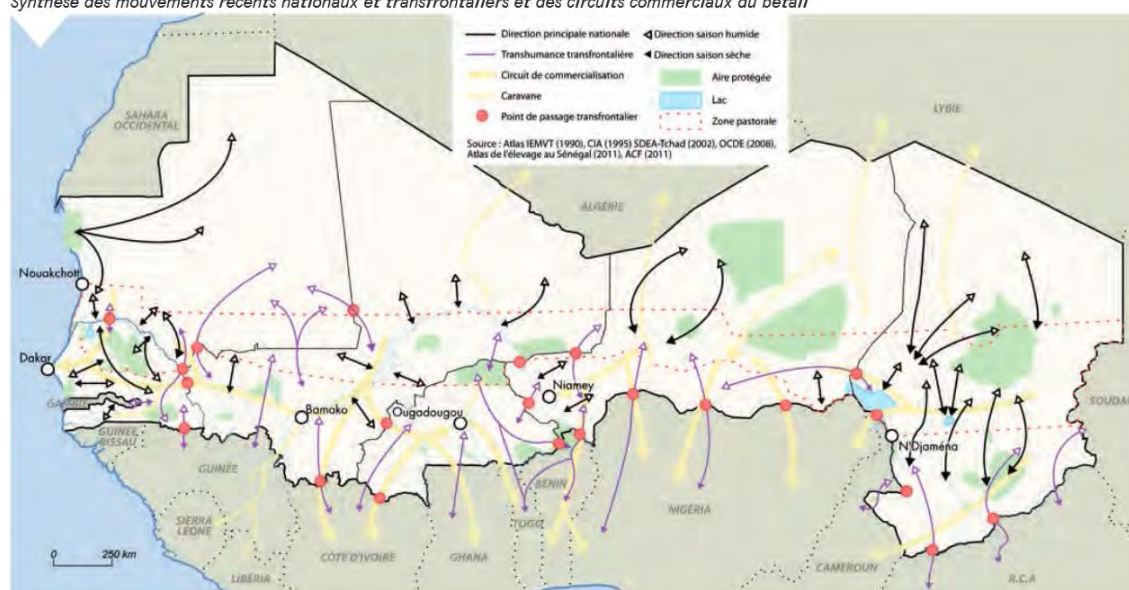 Synthèse des mouvements récents nationaux et transfrontaliers et des circuits commerciaux du bétail
Direction principale nationale
Direction saison humide
Transhumance transfrontalière
Direction saison sèche
Circuit de commercialisation
Aire protégée
Caravane
Lac
Point de passage transfrontalier
Zone pastorale
Source : Atlas IEMVT (1990), CIA (1995) SDEA-Tchad (2002), OCDE (2008),
Atlas de l'élevage au Sénégal (2011), ACF (2011)
SAHARA
OCCIDENTAL
LYBIE
ALGÉRIE
Nouakchott
Dakar
GAMBIE
GUINÉE
BISSAU
Bamako
Ougadougou
Niamey
N'Djaména
SOUDAN
GUINÉE
SIERRA
LEONE
LIBÉRIA
CÔTE D'IVOIRE
GHANA
TOGO
BÉNIN
NIGÉRIA
CAMEROUN
R.C.A
0
250 km